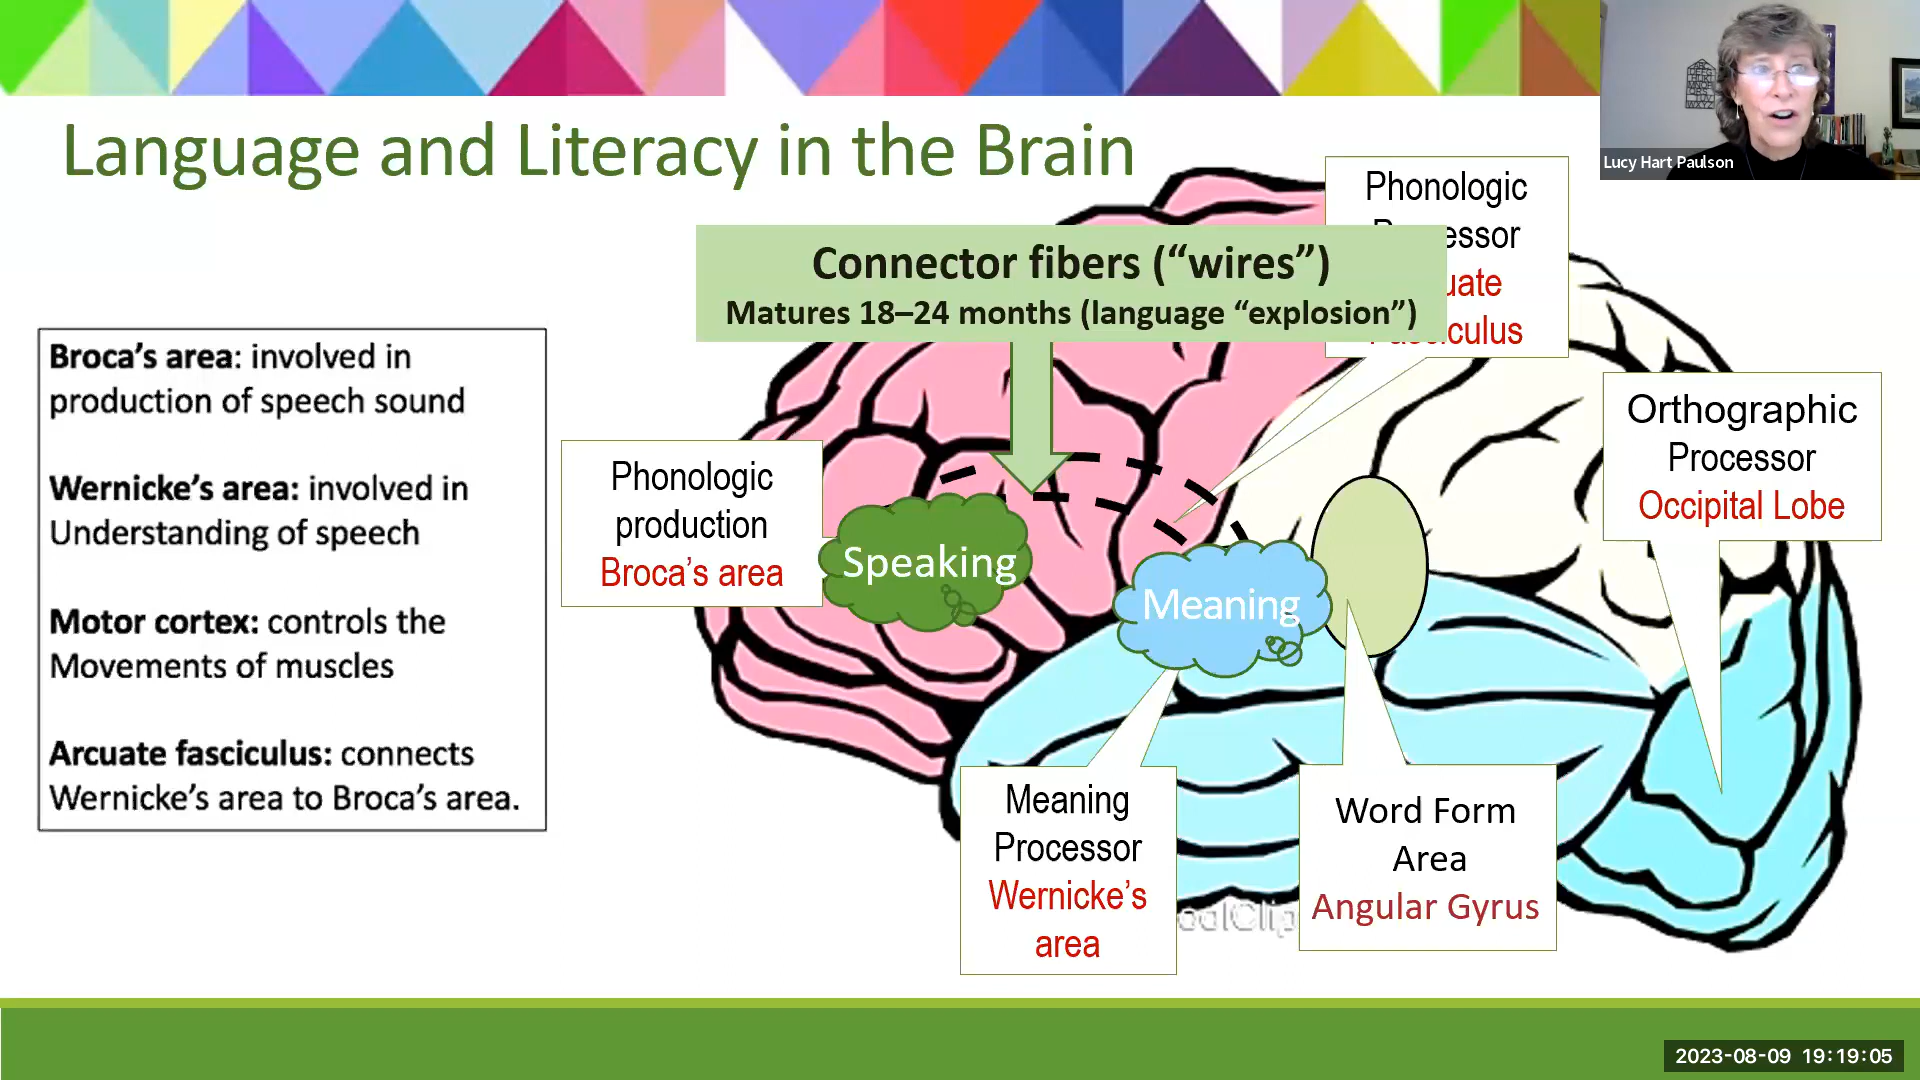 Language and Literacy in the Brain
Lucy Hart Paulson
Phonologic
essor
uate
culus
Connector fibers (“wires”)
Matures 18–24 months (language “explosion”)
Broca’s area: involved in
production of speech sound
Wernicke’s area: involved in
Understanding of speech
Motor cortex: controls the
Movements of muscles
Arcuate fasciculus: connects
Wernicke’s area to Broca’s area.
Phonologic
production
Broca’s area
Speaking
Meaning
Orthographic
Processor
Occipital Lobe
Meaning
Processor
Wernicke’s
area
Word Form
Area
Angular Gyrus
2023-08-09 19:19:05